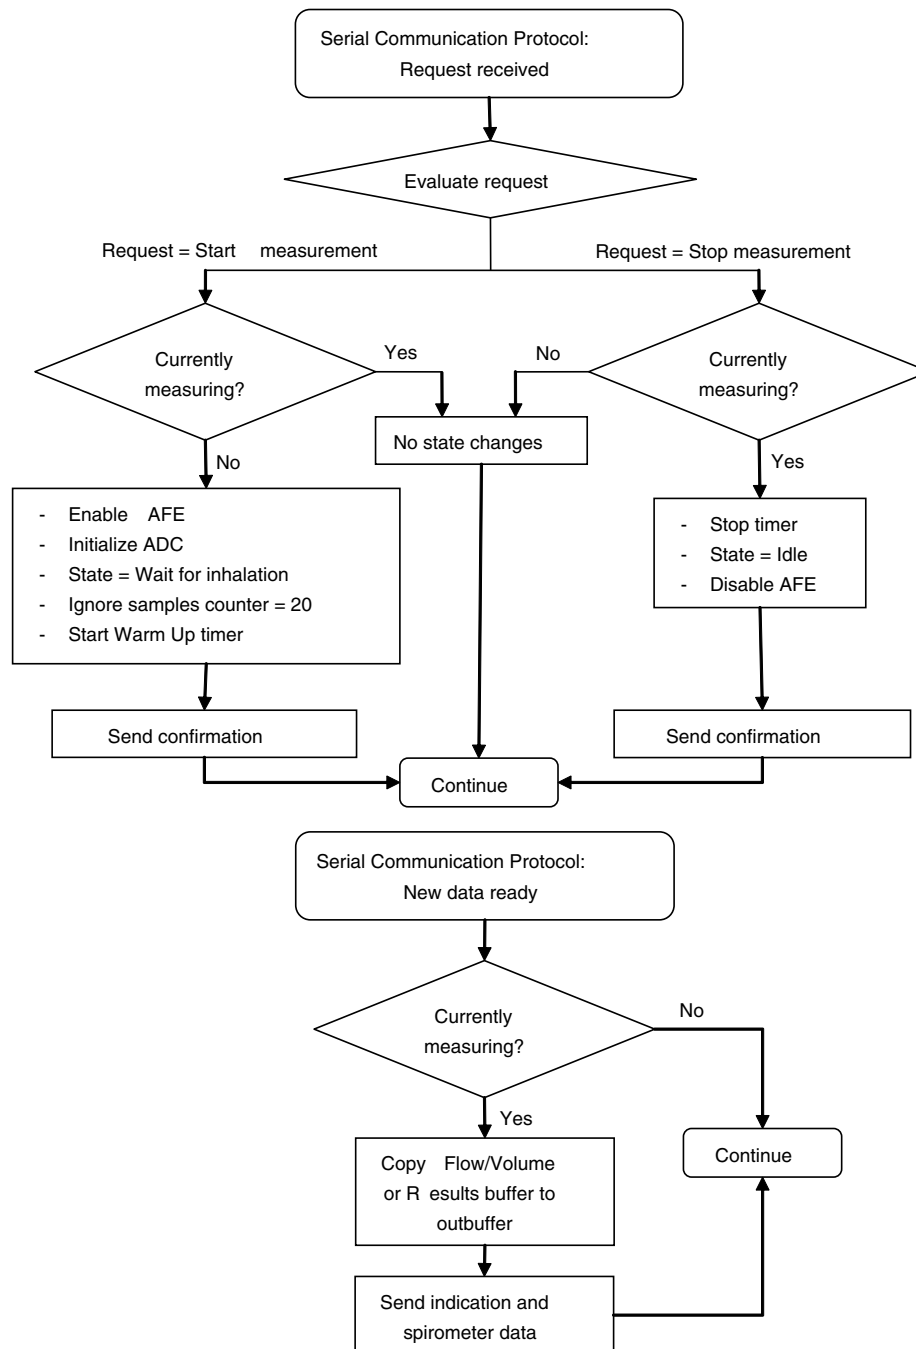 Serial Communication Protocol:
Request received
Evaluate request
Request = Start measurement
Request = Stop measurement
Currently
measuring?
Yes
No
Currently
measuring?
No state changes
No
Yes
- Enable AFE
- Initialize ADC
- State = Wait for inhalation
- Ignore samples counter = 20
- Start Warm Up timer
- Stop timer
- State = Idle
- Disable AFE
Send confirmation
Send confirmation
Continue
Serial Communication Protocol:
New data ready
Currently
measuring?
No
Yes
Continue
Copy Flow/Volume
or R esults buffer to
outbuffer
Send indication and
spirometer data